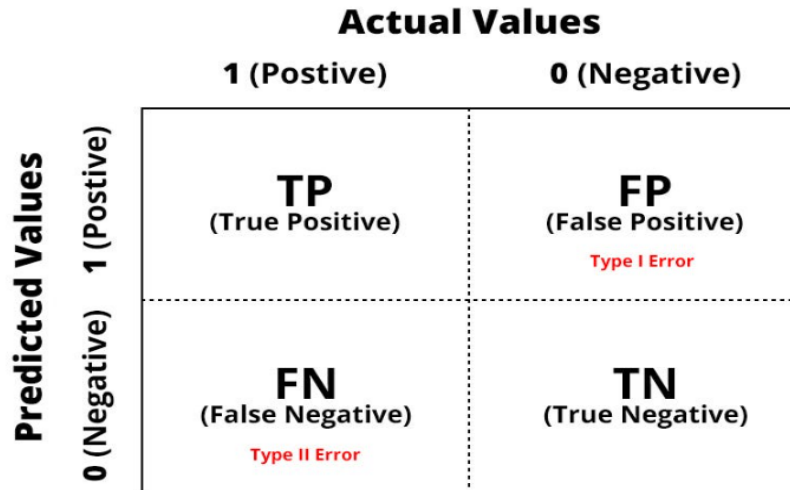 Actual Values
1 (Postive)
0 (Negative)
Predicted Values
1 (Postive)
TP
(True Positive)
FP
(False Positive)
Type I Error
0 (Negative)
FN
(False Negative)
Type II Error
TN
(True Negative)